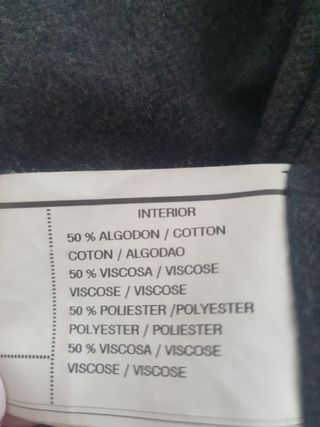 INTERIOR
50 % ALGODON / COTTON
COTON / ALGODAO
50 % VISCOSA / VISCOSE
VISCOSE / VISCOSE
50 % POLIESTER /POLYESTER
POLYESTER / POLIESTER
50 % VISCOSA / VISCOSE
VISCOSE / VISCOSE